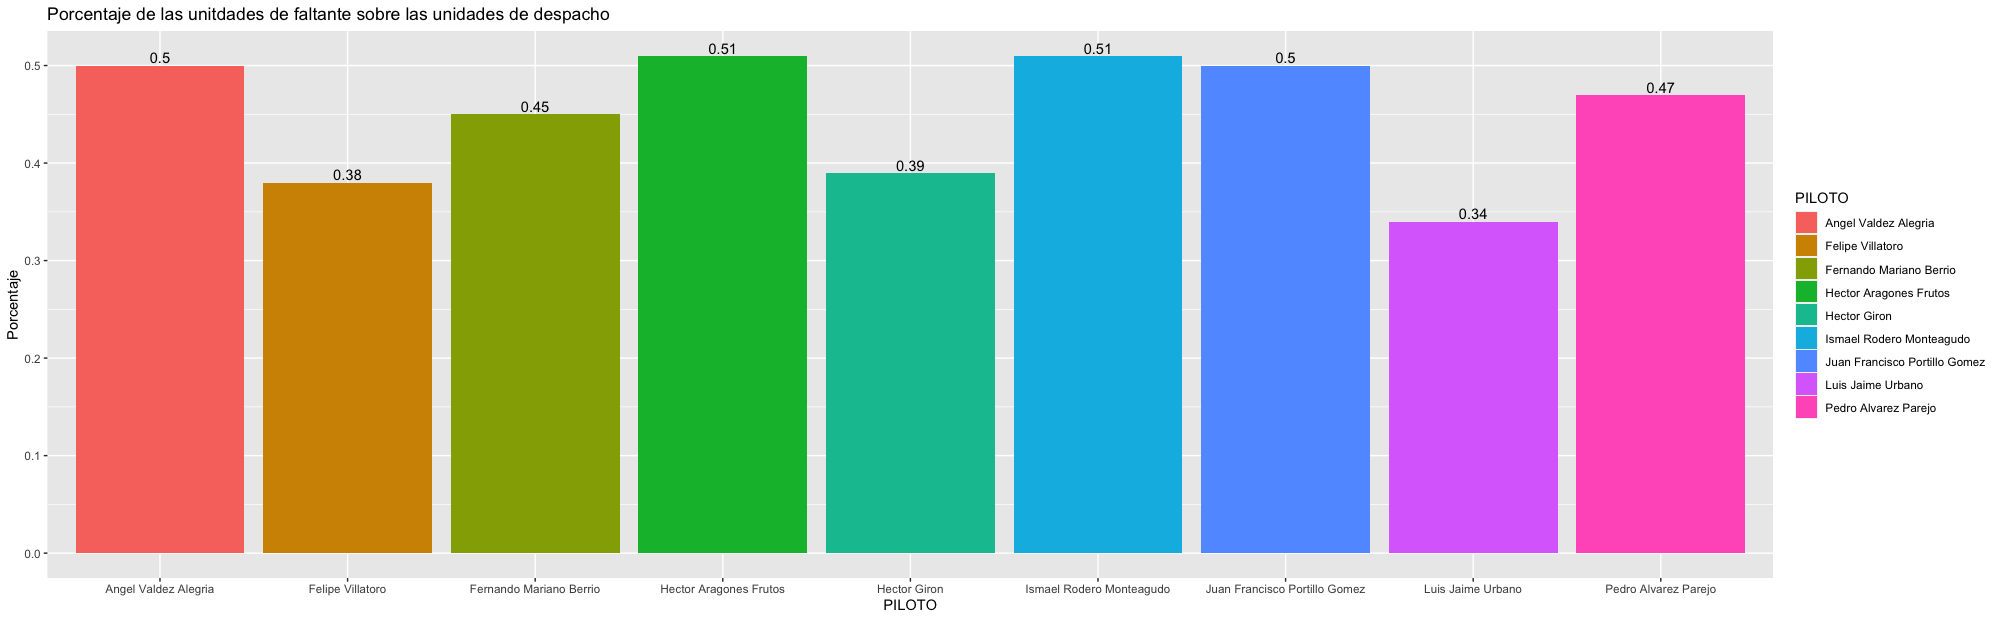 Porcentaje de las unitdades de faltante sobre las unidades de despacho
Porcentaje
0.5
0.4
0.3
0.2
0.1
0.0
0.5
0.38
0.45
0.51
0.39
0.51
0.5
0.34
0.47
Angel Valdez Alegria
Felipe Villatoro
Fernando Mariano Berrio
Hector Aragones Frutos
Hector Giron
Ismael Rodero Monteagudo
Juan Francisco Portillo Gomez
Luis Jaime Urbano
Pedro Alvarez Parejo
PILOTO
PILOTO
Angel Valdez Alegria
Felipe Villatoro
Fernando Mariano Berrio
Hector Aragones Frutos
Hector Giron
Ismael Rodero Monteagudo
Juan Francisco Portillo Gomez
Luis Jaime Urbano
Pedro Alvarez Parejo